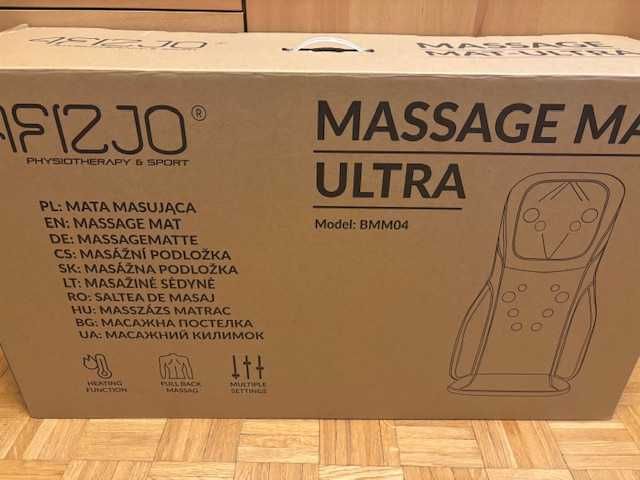 4FIZJO
MASSAGE
MAT-ULTRA
4FIZJO®
PHYSIOTHERAPY & SPORT
MASSAGE MA
ULTRA
Model: BMM04
PL: MATA MASUJĄCA
EN: MASSAGE MAT
DE: MASSAGEMATTE
CS: MASÁŽNÍ PODLOŽKA
SK: MASÁŽNA PODLOŽKA
LT: MASAŽINĖ SĖDYNĖ
RO: SALTEA DE MASAJ
HU: MASSZÁZS MATRAC
BG: МАСАЖНА ПОСТЕЛКА
UA: МАСАЖНИЙ КИЛИМОК
HEATING
FUNCTION
FULL BACK
MASSAG
MULTIPLE
SETTINGS